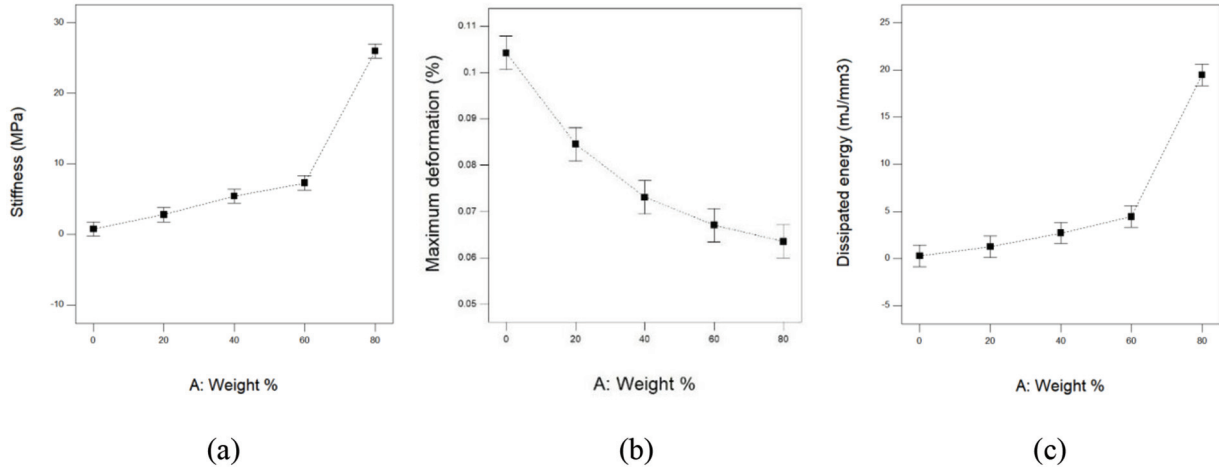 Stiffness (MPa)
30
20
10
0
-10
0 20 40 60 80
A: Weight %
(a)
Maximum deformation (%)
0.11
0.1
0.09
0.08
0.07
0.06
0.05
0 20 40 60 80
A: Weight %
(b)
Dissipated energy (mJ/mm3)
25
20
15
10
5
0
-5
0 20 40 60 80
A: Weight %
(c)